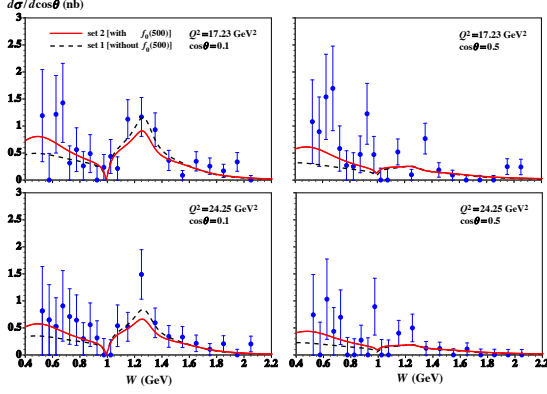 dσ/dcosθ (nb)
3
2.5
2
1.5
1
0.5
0
set 2 [with f₀(500)]
set 1 [without f₀(500)]
Q²=17.23 GeV²
cosθ=0.1
Q²=17.23 GeV²
cosθ=0.5
3
2.5
2
1.5
1
0.5
0
Q²=24.25 GeV²
cosθ=0.1
Q²=24.25 GeV²
cosθ=0.5
0.4 0.6 0.8 1 1.2 1.4 1.6 1.8 2 2.2
0.4 0.6 0.8 1 1.2 1.4 1.6 1.8 2 2.2
W (GeV)
W (GeV)